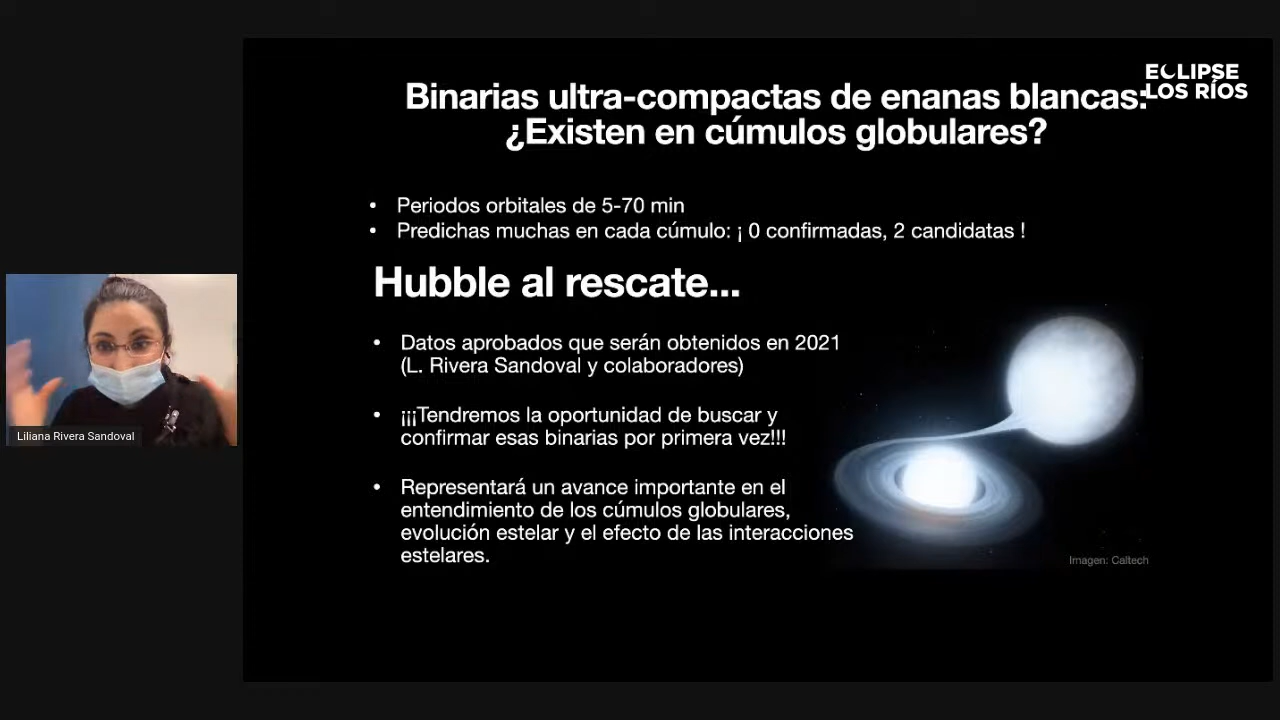 ECLIPSE
LOS RÍOS
Binarias ultra-compactas de enanas blancas:
¿Existen en cúmulos globulares?
• Periodos orbitales de 5-70 min
• Predichas muchas en cada cúmulo: ¡ 0 confirmadas, 2 candidatas !
Hubble al rescate...
• Datos aprobados que serán obtenidos en 2021
(L. Rivera Sandoval y colaboradores)
• ¡¡¡Tendremos la oportunidad de buscar y
confirmar esas binarias por primera vez!!!
• Representará un avance importante en el
entendimiento de los cúmulos globulares,
evolución estelar y el efecto de las interacciones
estelares.
Imagen: Caltech
Liliana Rivera Sandoval